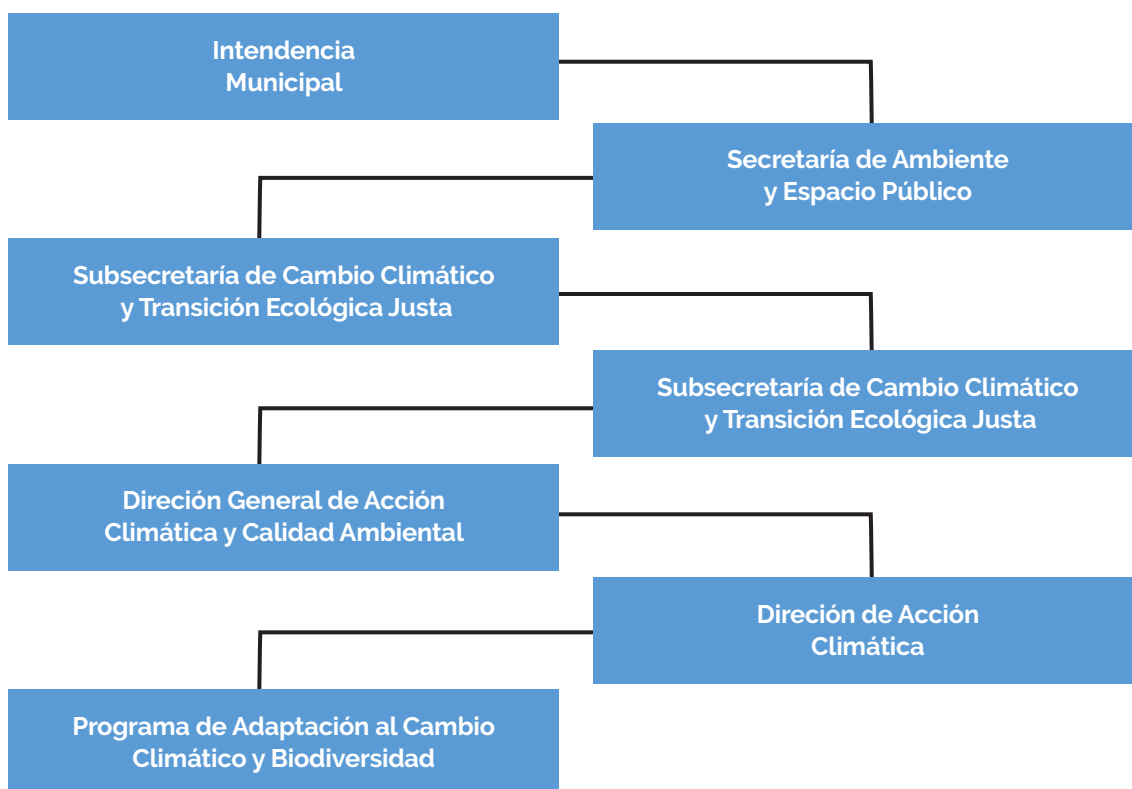 Intendencia
Municipal
Secretaría de Ambiente
y Espacio Público
Subsecretaría de Cambio Climático
y Transición Ecológica Justa
Subsecretaría de Cambio Climático
y Transición Ecológica Justa
Direción General de Acción
Climática y Calidad Ambiental
Direción de Acción
Climática
Programa de Adaptación al Cambio
Climático y Biodiversidad